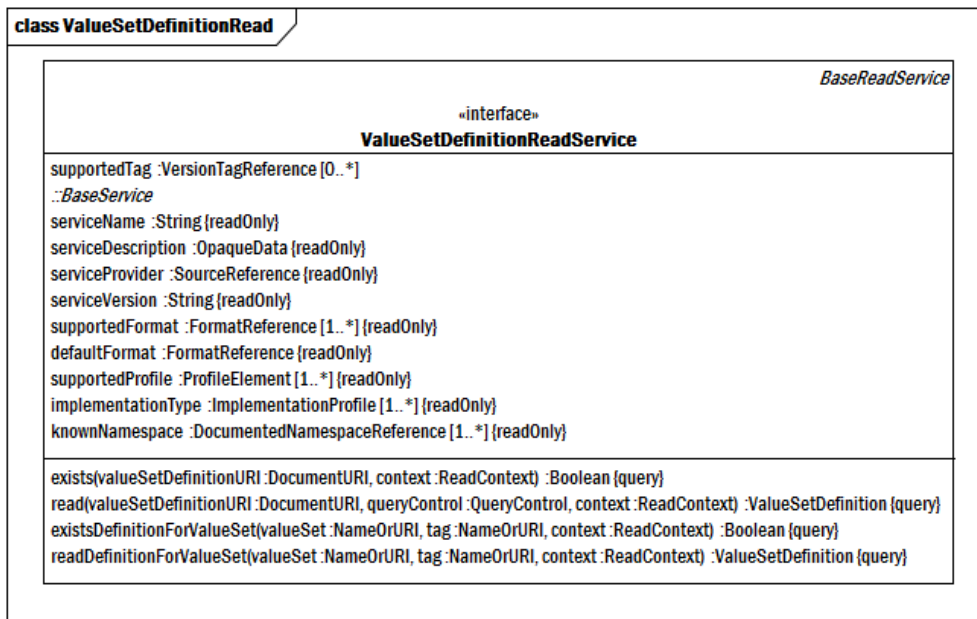 class ValueSetDefinitionRead
BaseReadService
«interface»
ValueSetDefinitionReadService
supportedTag :VersionTagReference [0..*]
::BaseService
serviceName :String {readOnly}
serviceDescription :OpaqueData {readOnly}
serviceProvider :SourceReference {readOnly}
serviceVersion :String {readOnly}
supportedFormat :FormatReference [1..*] {readOnly}
defaultFormat :FormatReference {readOnly}
supportedProfile :ProfileElement [1..*] {readOnly}
implementationType :ImplementationProfile [1..*] {readOnly}
knownNamespace :DocumentedNamespaceReference [1..*] {readOnly}
exists(valueSetDefinitionURI :DocumentURI, context :ReadContext) :Boolean {query}
read(valueSetDefinitionURI :DocumentURI, queryControl :QueryControl, context :ReadContext) :ValueSetDefinition {query}
existsDefinitionForValueSet(valueSet :NameOrURI, tag :NameOrURI, context :ReadContext) :Boolean {query}
readDefinitionForValueSet(valueSet :NameOrURI, tag :NameOrURI, context :ReadContext) :ValueSetDefinition {query}